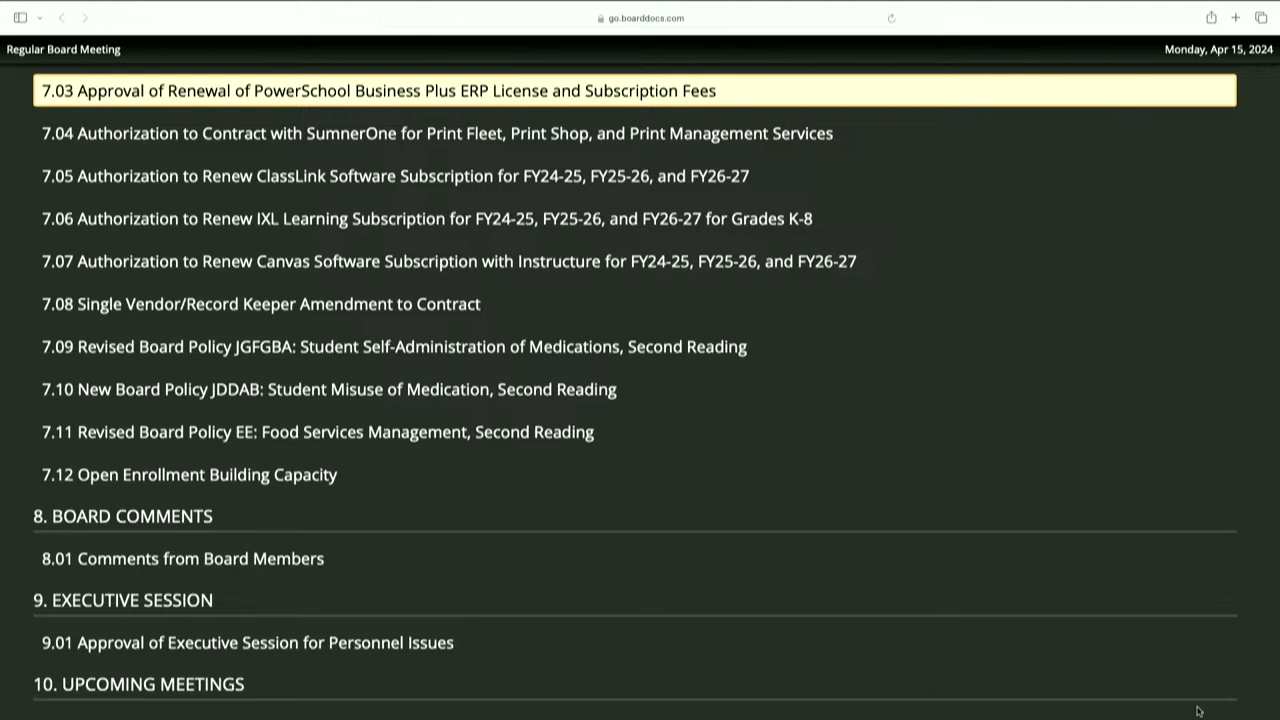 go.boarddocs.com
Regular Board Meeting
Monday, Apr 15, 2024
7.03 Approval of Renewal of PowerSchool Business Plus ERP License and Subscription Fees
7.04 Authorization to Contract with SumnerOne for Print Fleet, Print Shop, and Print Management Services
7.05 Authorization to Renew ClassLink Software Subscription for FY24-25, FY25-26, and FY26-27
7.06 Authorization to Renew IXL Learning Subscription for FY24-25, FY25-26, and FY26-27 for Grades K-8
7.07 Authorization to Renew Canvas Software Subscription with Instructure for FY24-25, FY25-26, and FY26-27
7.08 Single Vendor/Record Keeper Amendment to Contract
7.09 Revised Board Policy JGFGBA: Student Self-Administration of Medications, Second Reading
7.10 New Board Policy JDDAB: Student Misuse of Medication, Second Reading
7.11 Revised Board Policy EE: Food Services Management, Second Reading
7.12 Open Enrollment Building Capacity
8. BOARD COMMENTS
8.01 Comments from Board Members
9. EXECUTIVE SESSION
9.01 Approval of Executive Session for Personnel Issues
10. UPCOMING MEETINGS